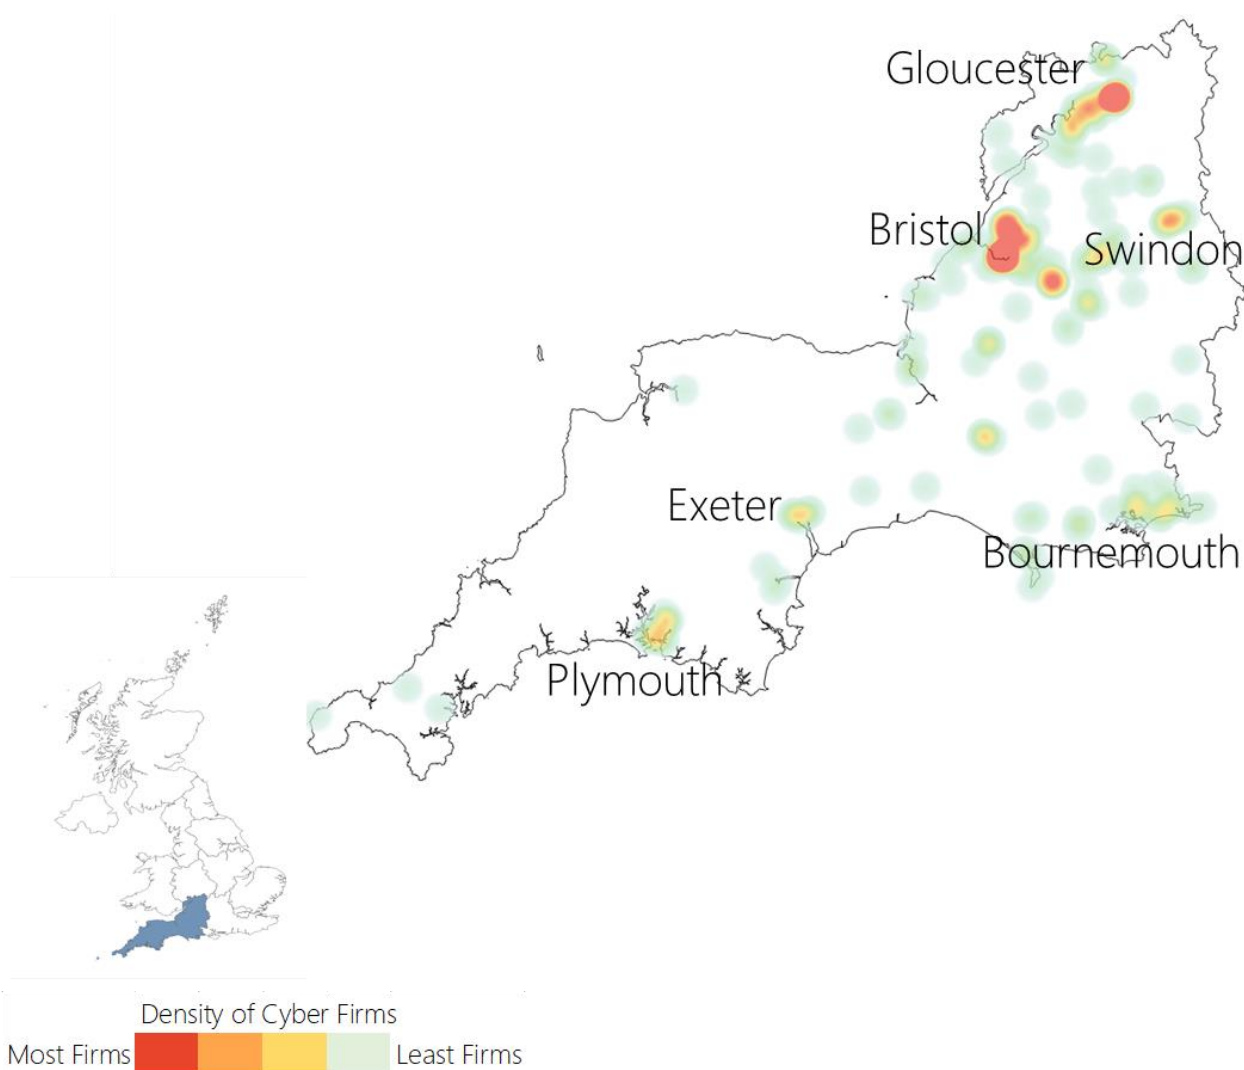 Gloucester
Bristol
Swindon
Exeter
Bournemouth
Plymouth
Density of Cyber Firms
Most Firms
Least Firms